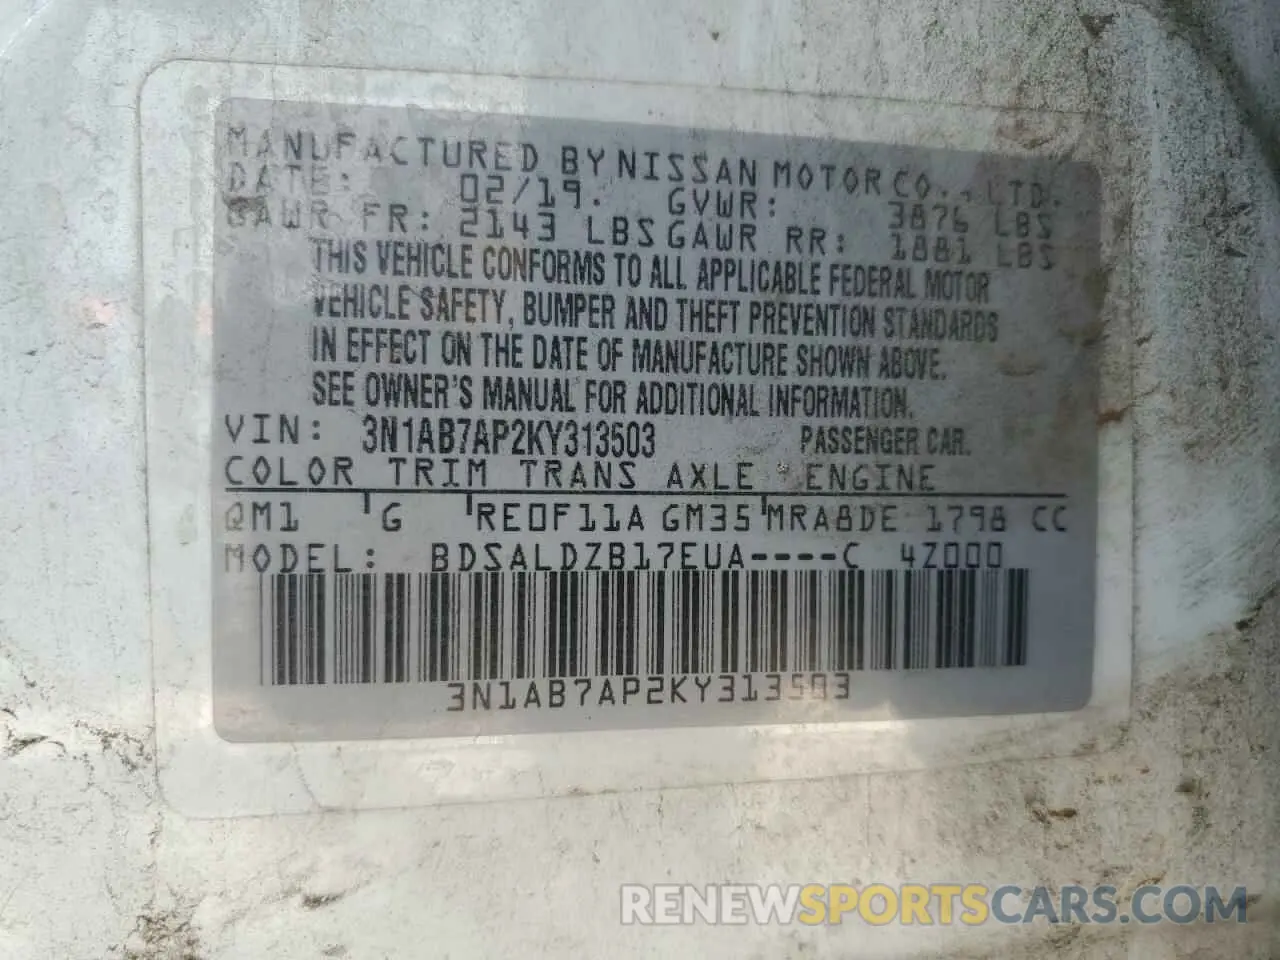 MANUFACTURED BY NISSAN MOTOR CO., LTD.
DATE: 02/19. GVWR: 3876 LBS
GAWR FR: 2143 LBS GAWR RR: 1881 LBS
THIS VEHICLE CONFORMS TO ALL APPLICABLE FEDERAL MOTOR
VEHICLE SAFETY, BUMPER AND THEFT PREVENTION STANDARDS
IN EFFECT ON THE DATE OF MANUFACTURE SHOWN ABOVE.
SEE OWNER'S MANUAL FOR ADDITIONAL INFORMATION.
VIN: 3N1AB7AP2KY313503 PASSENGER CAR.
COLOR TRIM TRANS AXLE ENGINE
QM1 G RE0F11A GM35 MRA8DE 1798 CC
MODEL: BDSALDZB17EUA----C 4Z000
3N1AB7AP2KY313503
RENEWSPORTSCARS.COM/Z